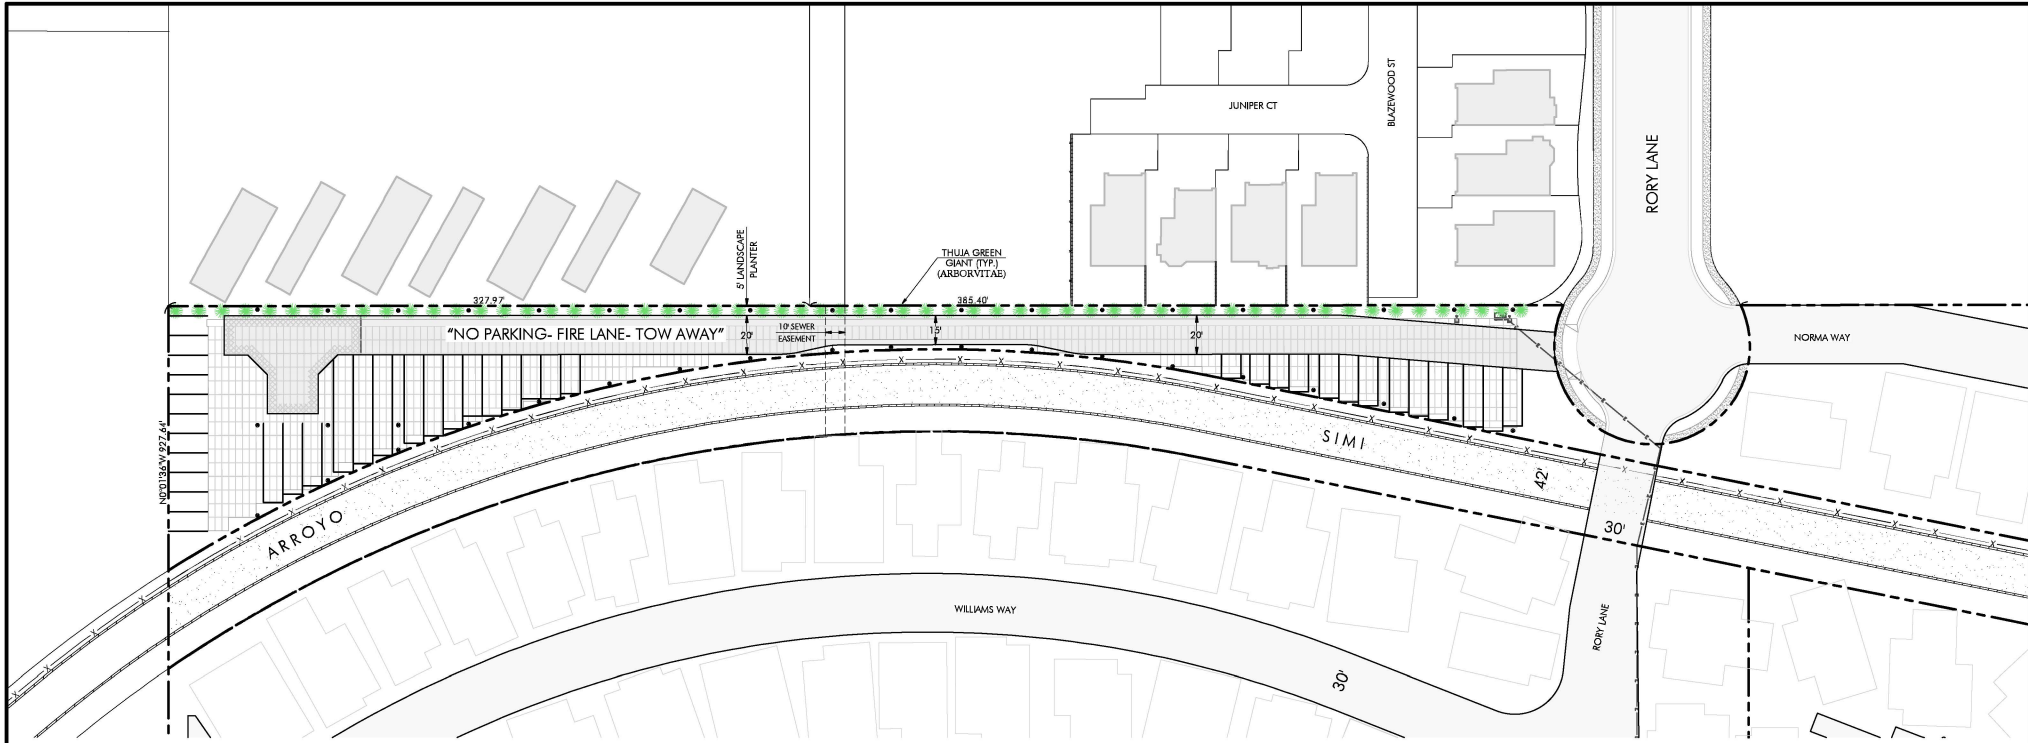 JUNIPER CT
BLAZEWOOD ST
RORY LANE
5' LANDSCAPE
PLANTER
THUJA GREEN
GIANT (TYP.)
(ARBORVITAE)
327.97'
385.40'
"NO PARKING- FIRE LANE- TOW AWAY"
20'
10' SEWER
EASEMENT
15'
20'
NORMA WAY
N0°01'36"W 927.64'
ARROYO
SIMI
42'
30'
WILLIAMS WAY
RORY LANE
30'